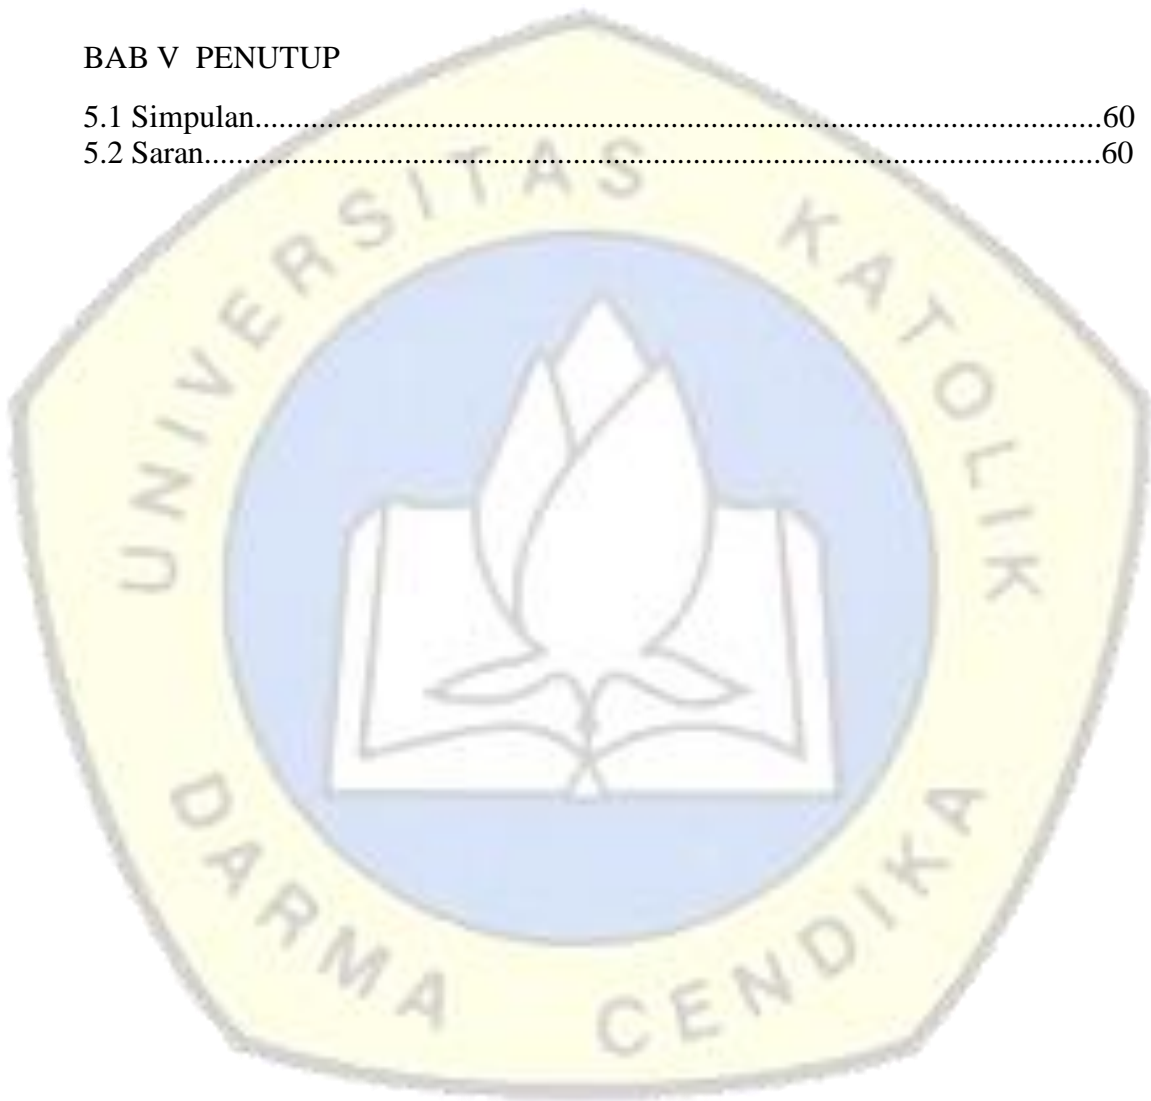 BAB V PENUTUP
5.1 Simpulan..........................................................................................................60
5.2 Saran................................................................................................................60
UNIVERSITAS KATOLIK
DARMA CENDIKA